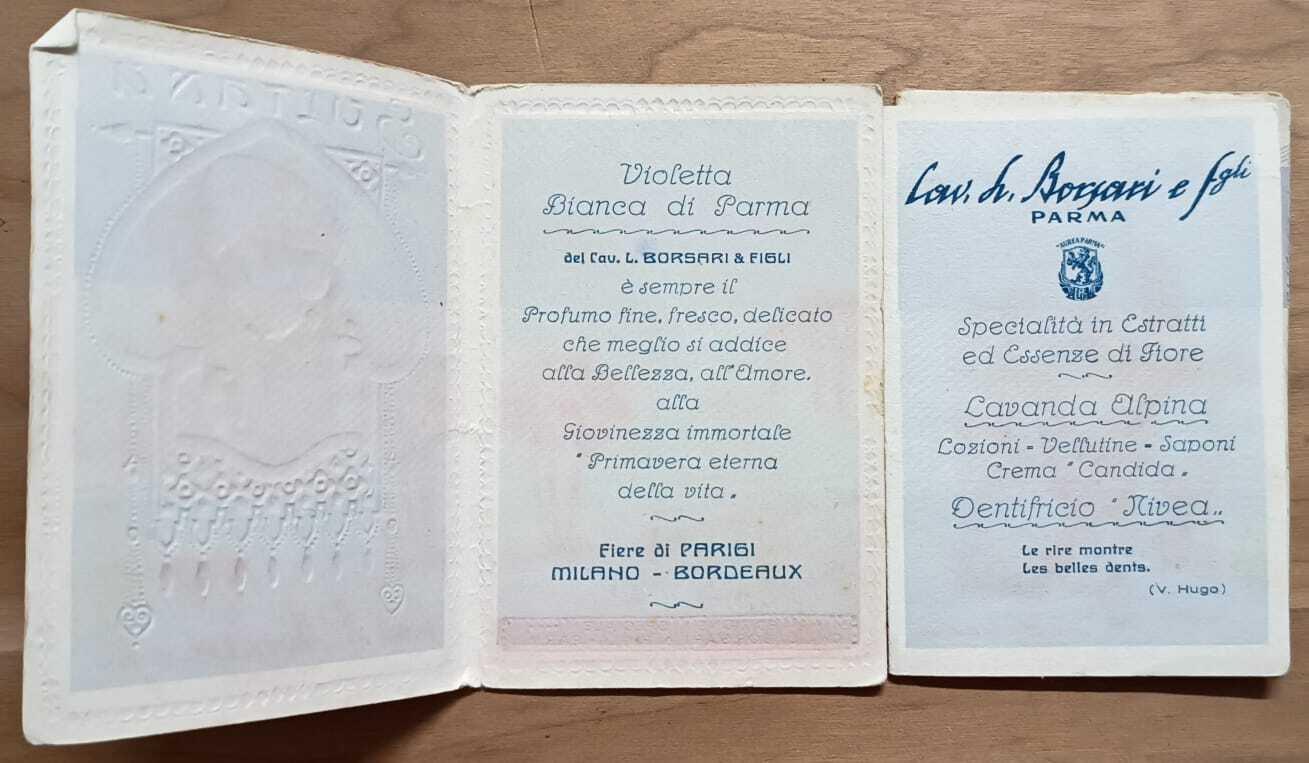 SULTANA
Violetta
Bianca di Parma
del Cav. L. BORSARI & FIGLI
è sempre il
Profumo fine, fresco, delicato
che meglio si addice
alla Bellezza, all'Amore.
alla
Giovinezza immortale
"Primavera eterna
della vita „
Fiere di PARIGI
MILANO - BORDEAUX
Cav. L. Borsari e Figli
PARMA
"AUREA PARMA"
Specialità in Estratti
ed Essenze di Fiore
Lavanda Alpina
Lozioni - Vellutine - Saponi
Crema "Candida „
Dentifricio "Nivea„
Le rire montre
Les belles dents.
(V. Hugo)